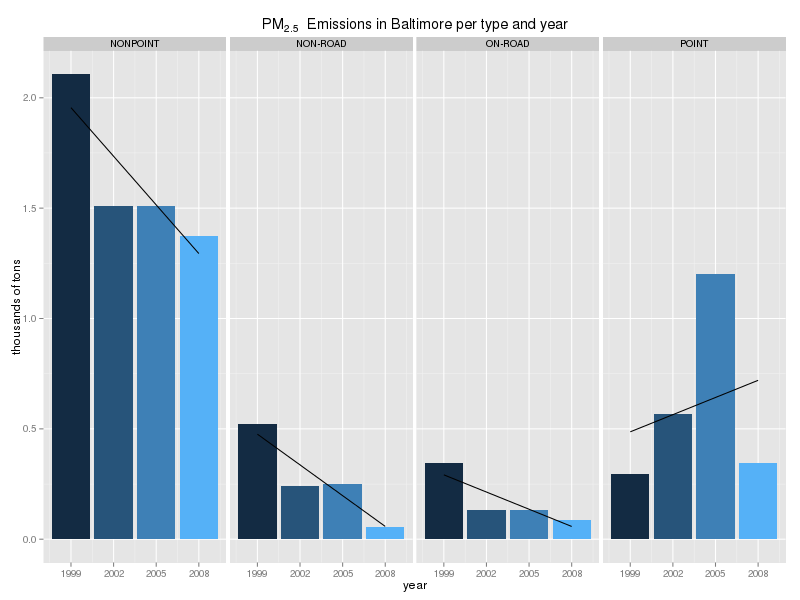 PM2.5 Emissions in Baltimore per type and year
NONPOINT NON-ROAD ON-ROAD POINT
2.0
1.5
1.0
0.5
0.0
thousands of tons
1999 2002 2005 2008 1999 2002 2005 2008 1999 2002 2005 2008 1999 2002 2005 2008
year